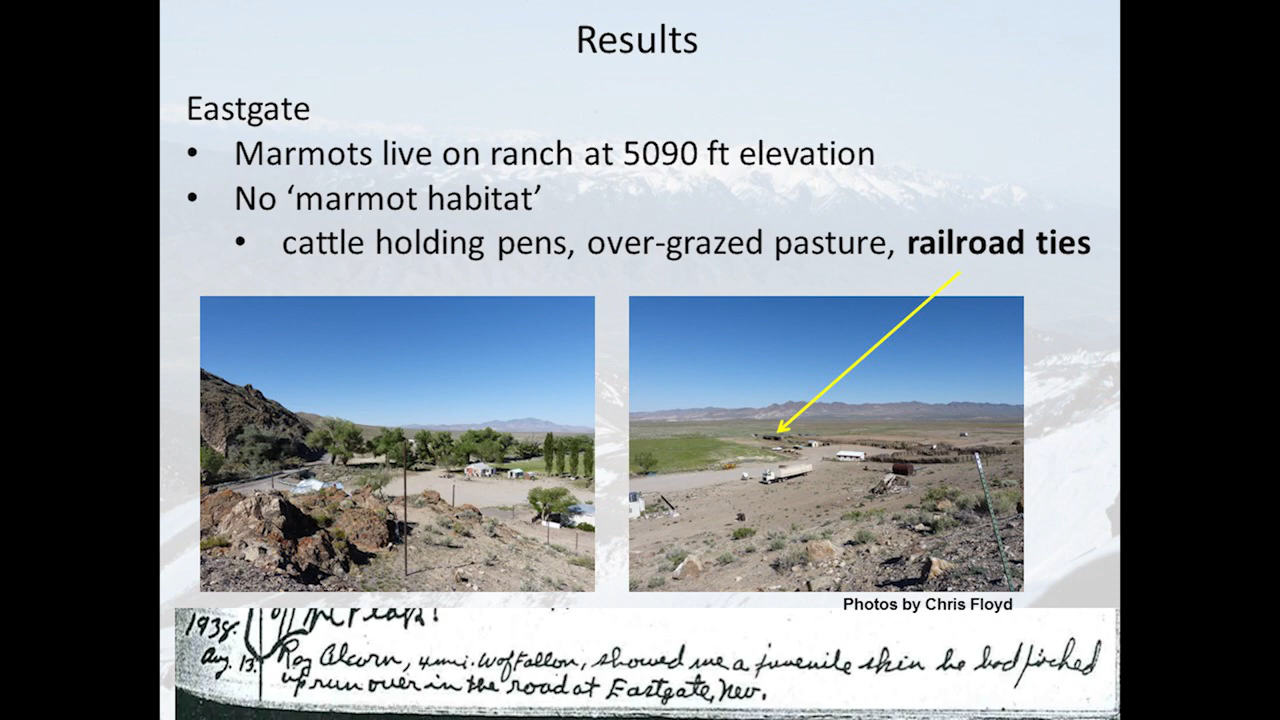 Results
Eastgate
• Marmots live on ranch at 5090 ft elevation
• No ‘marmot habitat’
• cattle holding pens, over-grazed pasture, railroad ties
Photos by Chris Floyd
1938.
Aug. 13. Ray Alcorn, 4 mi. W of Fallon, showed me a juvenile skin he had picked
up run over in the road at Eastgate, Nev.